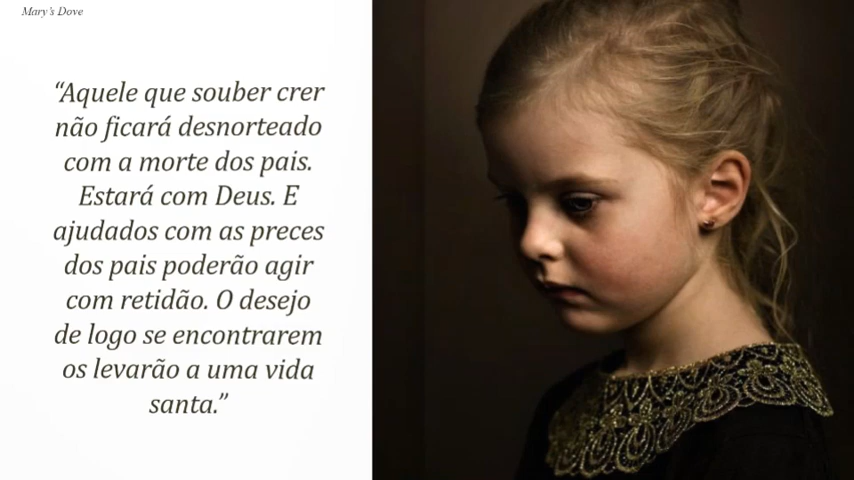 Mary's Dove
“Aquele que souber crer
não ficará desnorteado
com a morte dos pais.
Estará com Deus. E
ajudados com as preces
dos pais poderão agir
com retidão. O desejo
de logo se encontrarem
os levarão a uma vida
santa.”